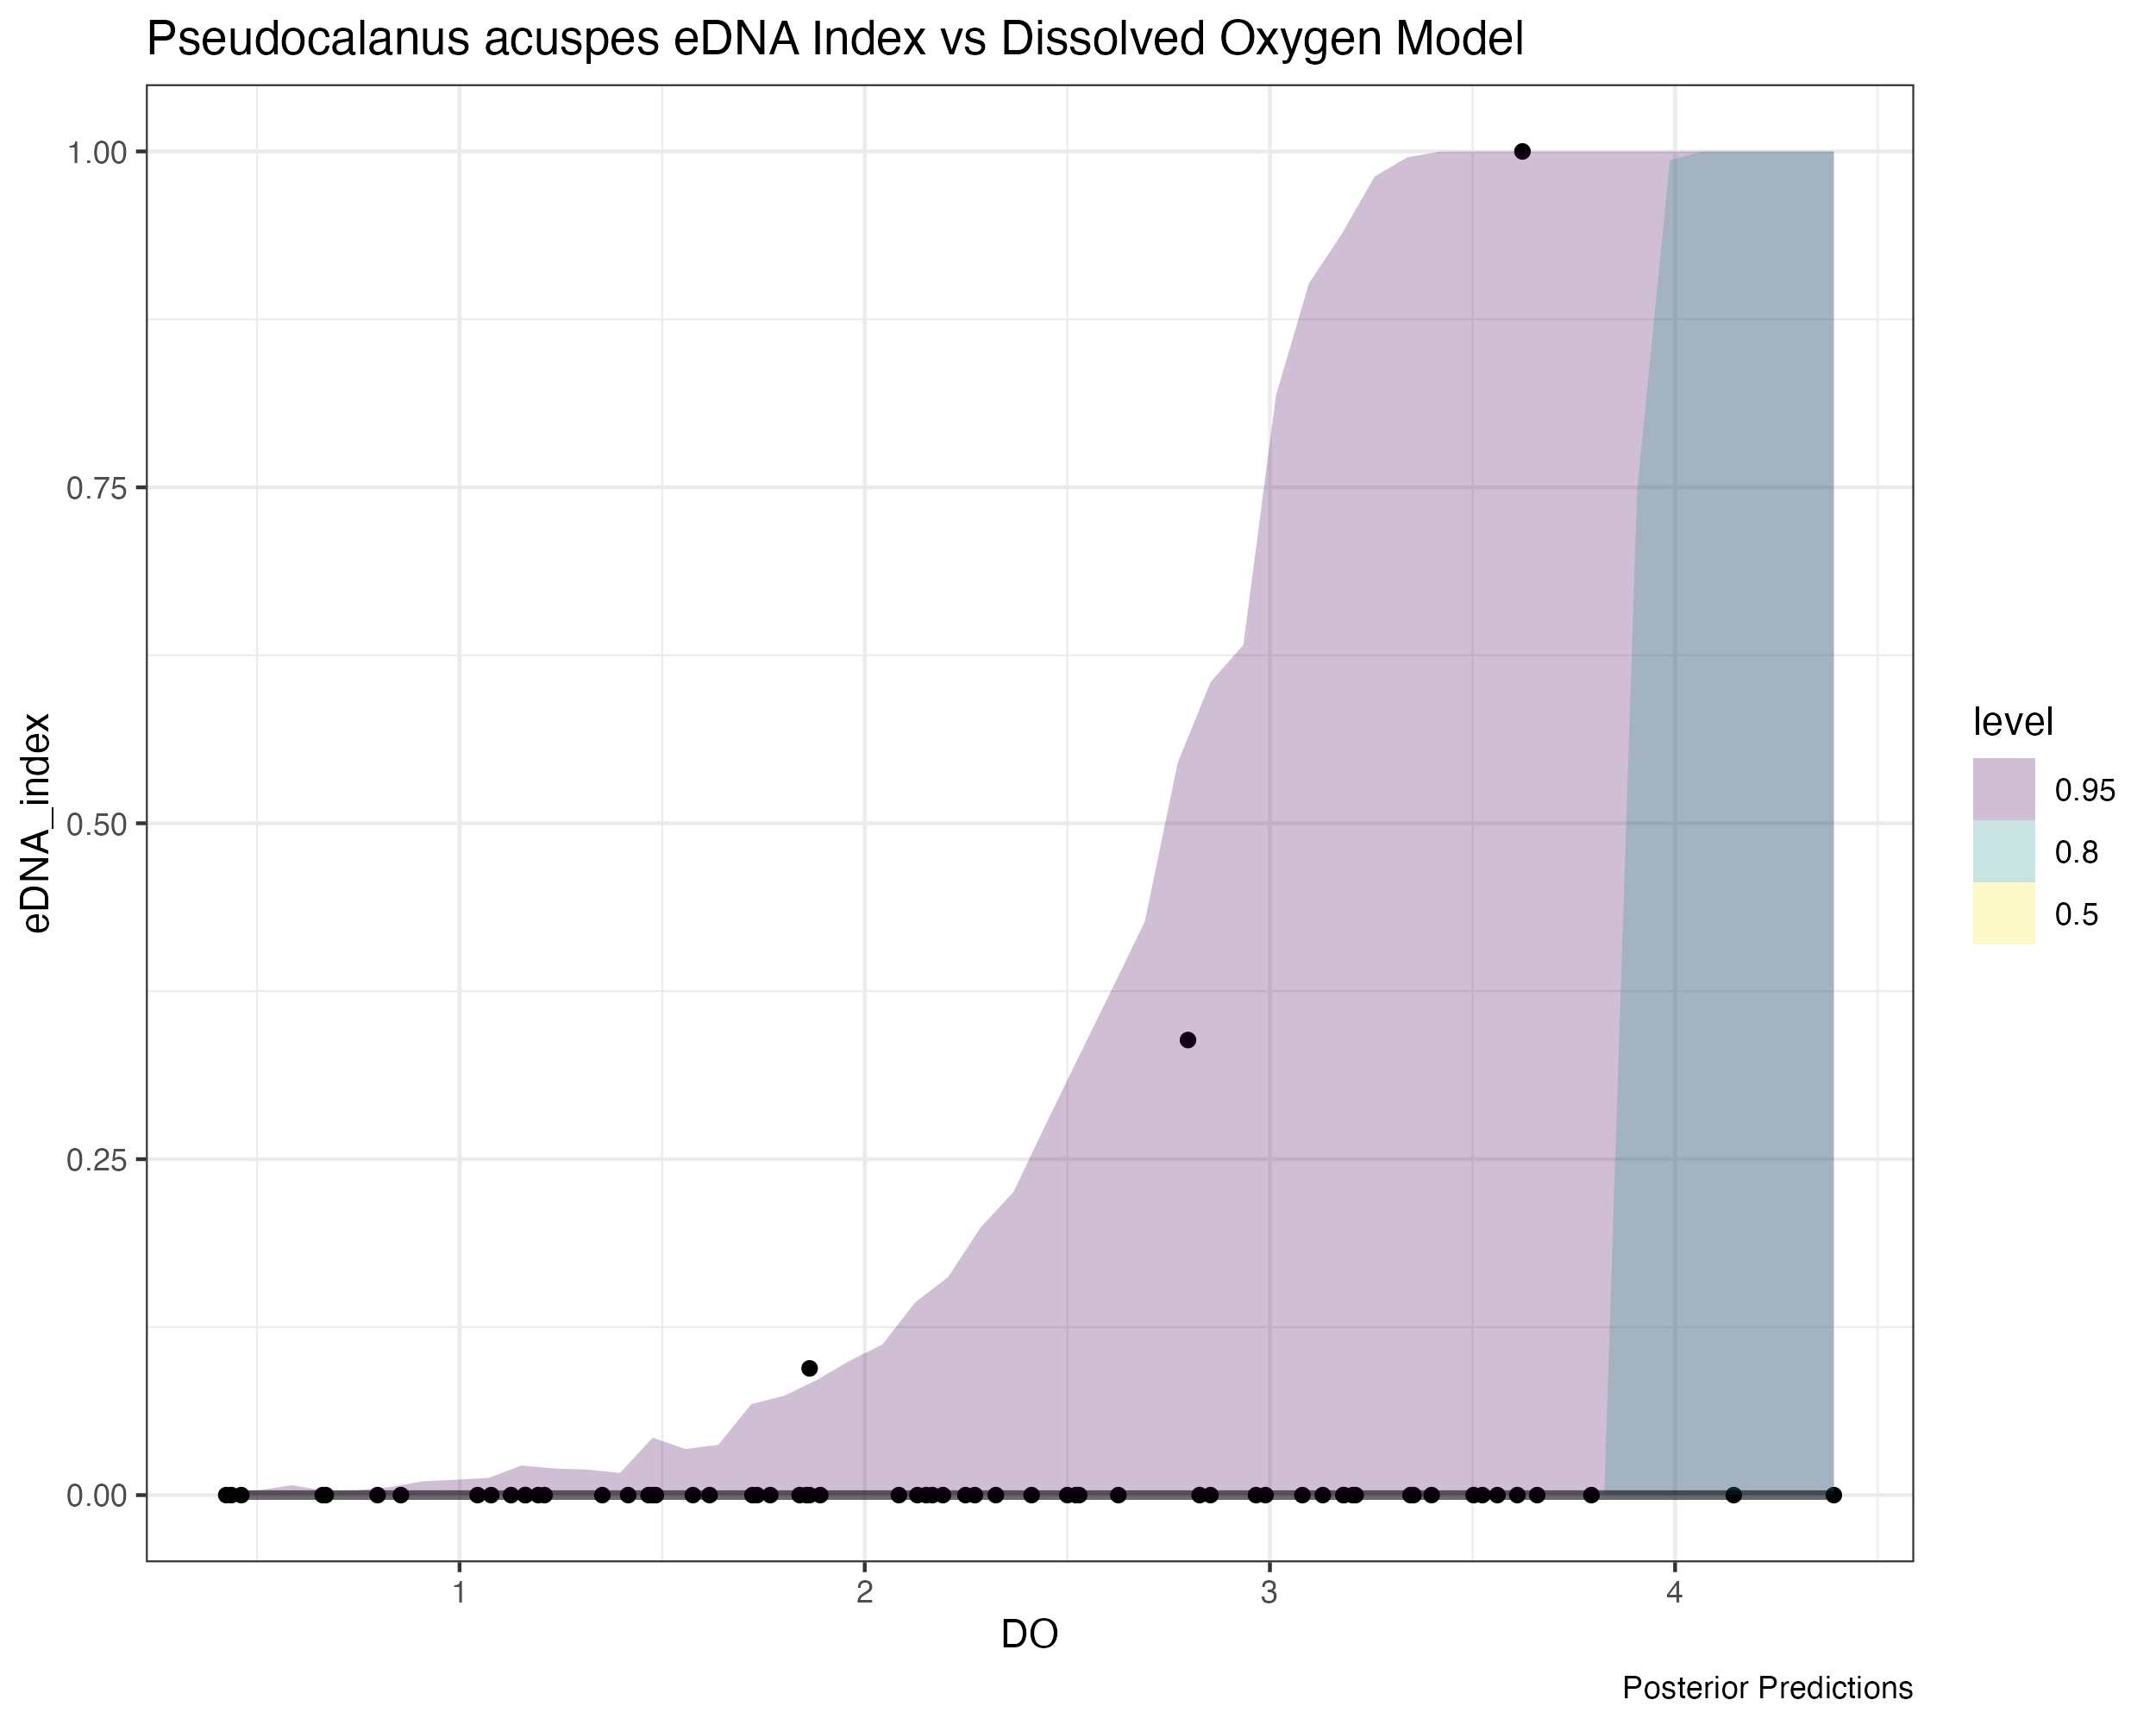 Pseudocalanus acuspes eDNA Index vs Dissolved Oxygen Model
1.00
0.75
0.50
0.25
0.00
eDNA_index
1
2
3
4
DO
level
0.95
0.8
0.5
Posterior Predictions